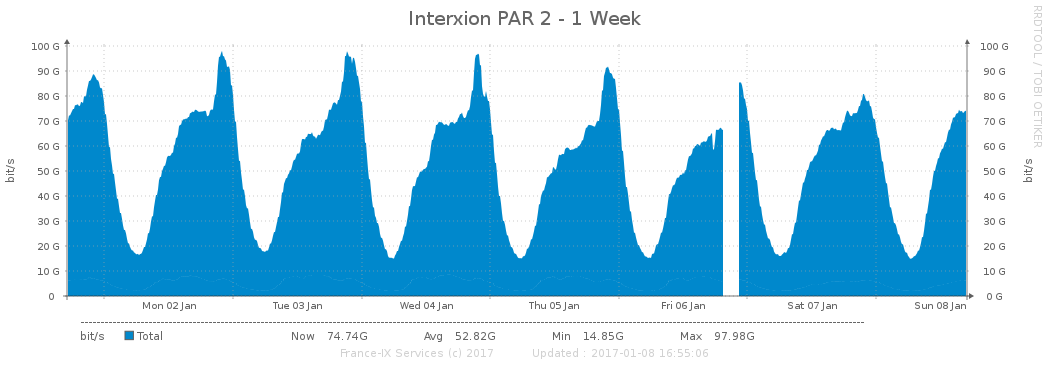 Interxion PAR 2 - 1 Week
RRDTOOL / TOBI OETIKER
bit/s
100 G
90 G
80 G
70 G
60 G
50 G
40 G
30 G
20 G
10 G
0
100 G
90 G
80 G
70 G
60 G
50 G
40 G
30 G
20 G
10 G
0 G
bit/s
Mon 02 Jan Tue 03 Jan Wed 04 Jan Thu 05 Jan Fri 06 Jan Sat 07 Jan Sun 08 Jan
bit/s Total Now 74.74G Avg 52.82G Min 14.85G Max 97.98G
France-IX Services (c) 2017 Updated : 2017-01-08 16:55:06